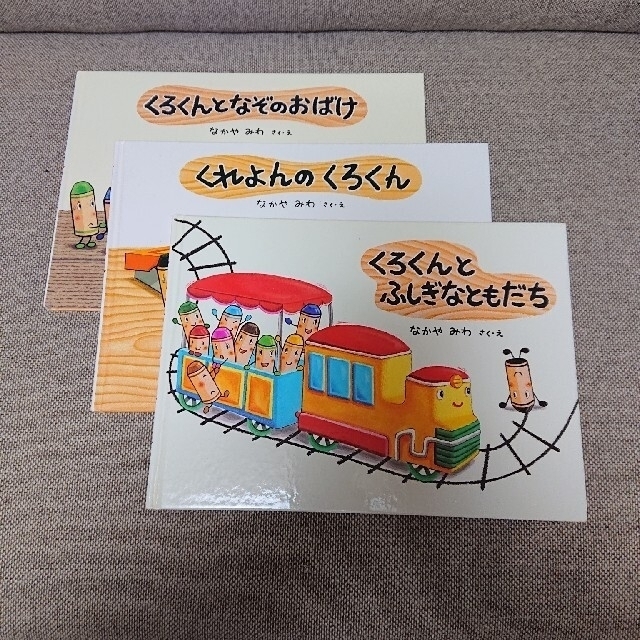 くろくんとなぞのおばけ
なかや みわ さく・え
くれよんのくろくん
なかや みわ さく・え
くろくんと
ふしぎなともだち
なかや みわ さく・え